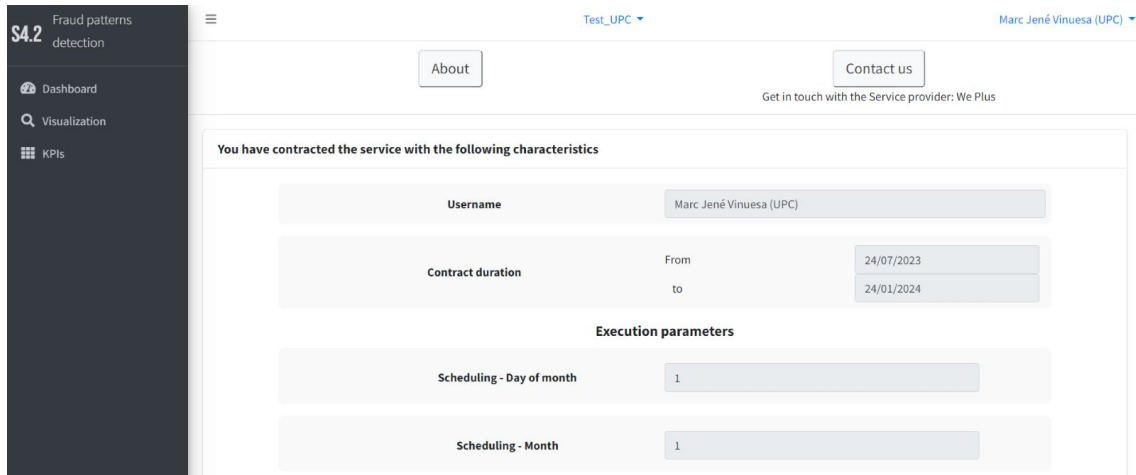 S4.2
Fraud patterns
detection
Dashboard
Visualization
KPIs
Test_UPC
Marc Jené Vinuesa (UPC)
About
Contact us
Get in touch with the Service provider: We Plus
You have contracted the service with the following characteristics
Username
Marc Jené Vinuesa (UPC)
Contract duration
From
24/07/2023
to
24/01/2024
Execution parameters
Scheduling - Day of month
1
Scheduling - Month
1